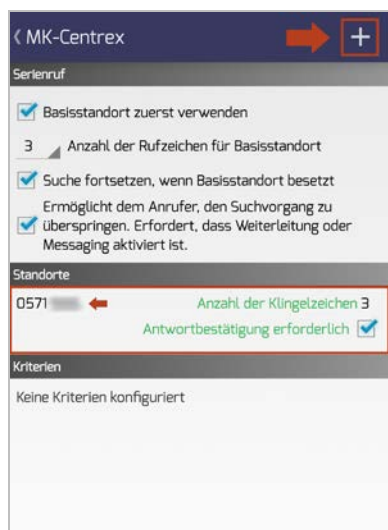 MK-Centrex
Serienruf
Basisstandort zuerst verwenden
3 Anzahl der Rufzeichen für Basisstandort
Suche fortsetzen, wenn Basisstandort besetzt
Ermöglicht dem Anrufer, den Suchvorgang zu
überspringen. Erfordert, dass Weiterleitung oder
Messaging aktiviert ist.
Standorte
0571 Anzahl der Klingelzeichen 3
Antwortbestätigung erforderlich
Kriterien
Keine Kriterien konfiguriert